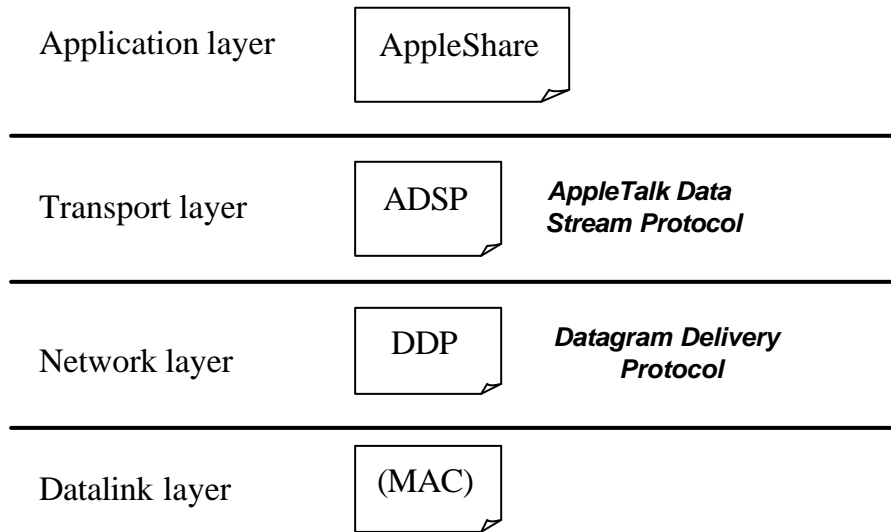 Application layer
AppleShare
Transport layer
ADSP
AppleTalk Data
Stream Protocol
Network layer
DDP
Datagram Delivery
Protocol
Datalink layer
(MAC)